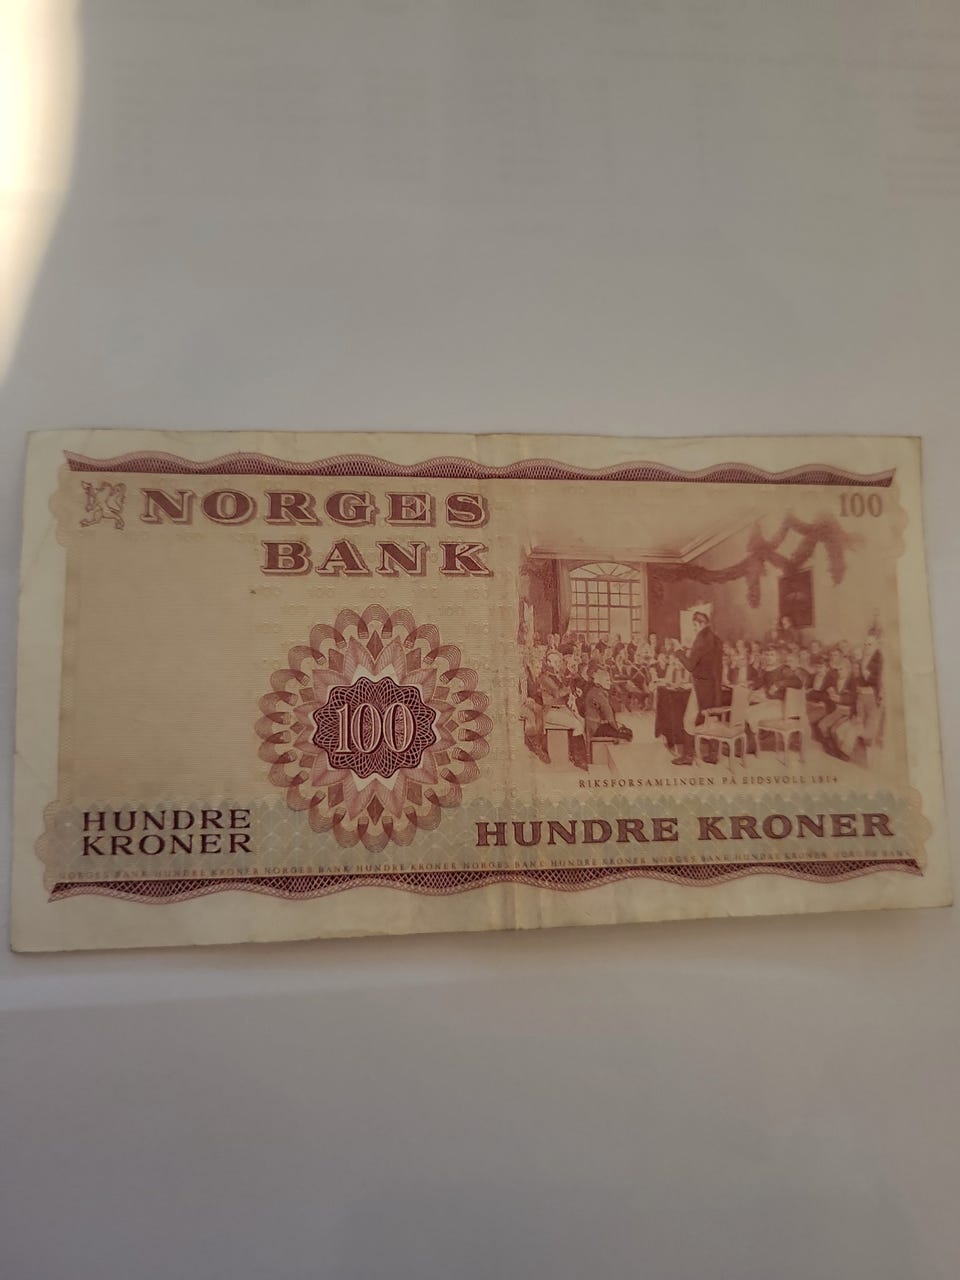 NORGES
BANK
100
100
RIKSFORSAMLINGEN PÅ EIDSVOLL 1814
HUNDRE
KRONER
HUNDRE KRONER
NORGES BANK HUNDRE KRONER NORGES BANK HUNDRE KRONER NORGES BANK HUNDRE KRONER NORGES BANK HUNDRE KRONER NORGES BANK